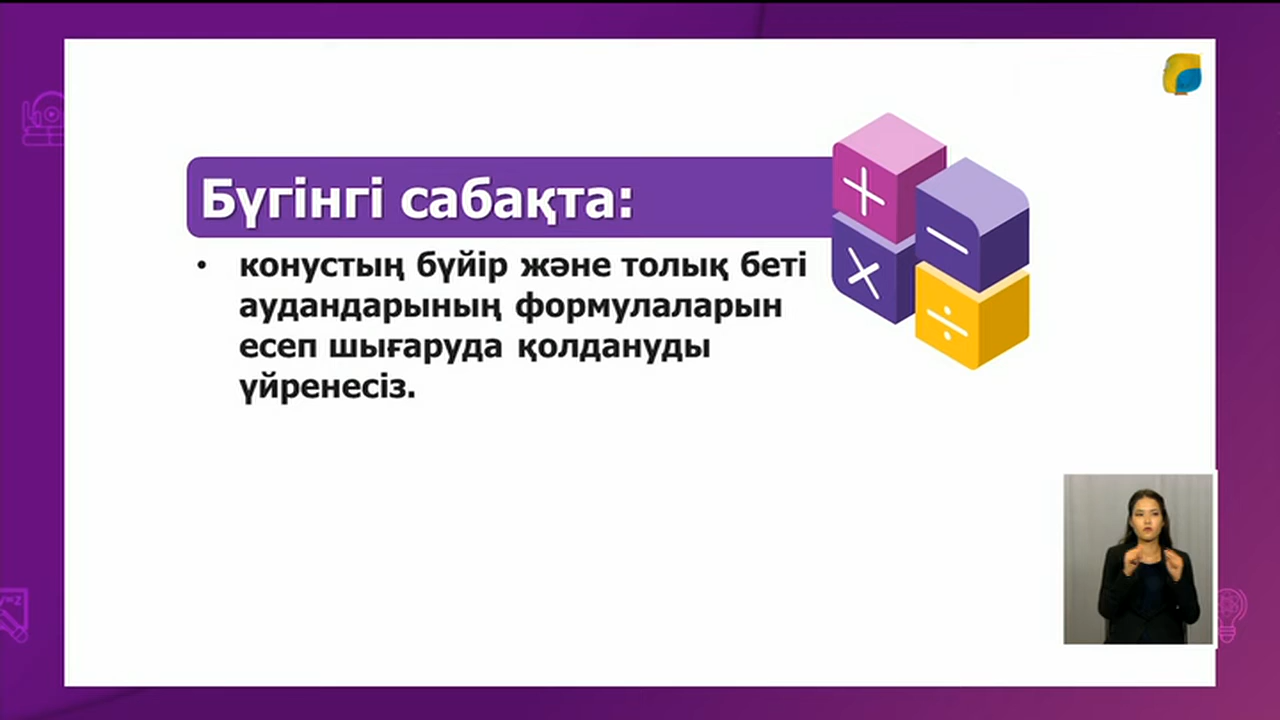 Бүгінгі сабақта:
• конустың бүйір және толық беті
аудандарының формулаларын
есеп шығаруда қолдануды
үйренесіз.